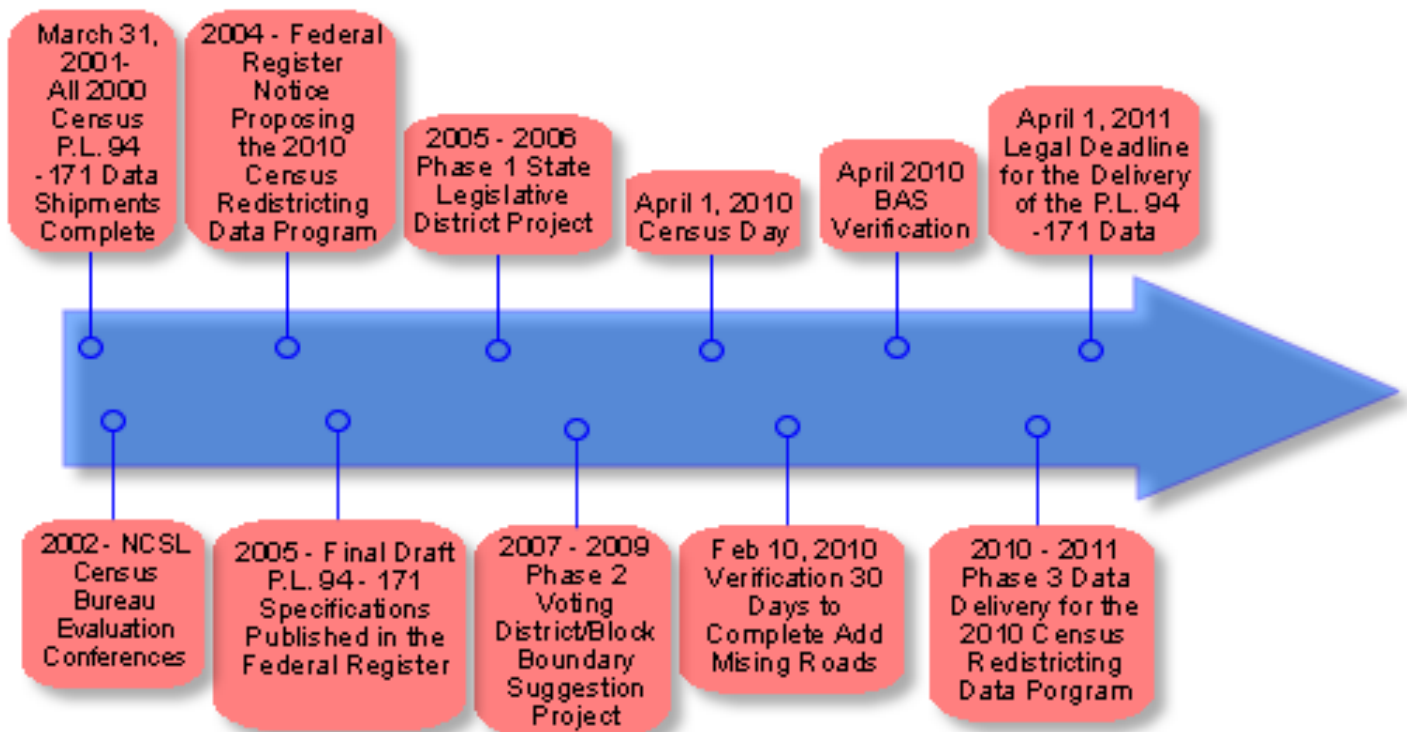 March 31,
2001-
All 2000
Census
P.L. 94
-171 Data
Shipments
Complete
2004 - Federal
Register
Notice
Proposing
the 2010
Census
Redistricting
Data Program
2005 - 2006
Phase 1 State
Legislative
District Project
April 1, 2010
Census Day
April 2010
BAS
Verification
April 1, 2011
Legal Deadline
for the Delivery
of the P.L. 94
-171 Data
2002 - NCSL
Census
Bureau
Evaluation
Conferences
2005 - Final Draft
P.L. 94 - 171
Specifications
Published in the
Federal Register
2007 - 2009
Phase 2
Voting
District/Block
Boundary
Suggestion
Project
Feb 10, 2010
Verification 30
Days to
Complete Add
Mising Roads
2010 - 2011
Phase 3 Data
Delivery for the
2010 Census
Redistricting
Data Porgram